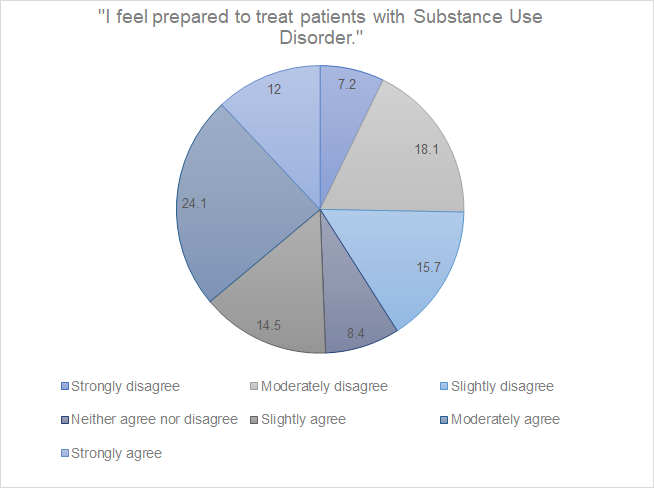 "I feel prepared to treat patients with Substance Use
Disorder."
12
7.2
18.1
24.1
15.7
14.5
8.4
Strongly disagree
Moderately disagree
Slightly disagree
Neither agree nor disagree
Slightly agree
Moderately agree
Strongly agree